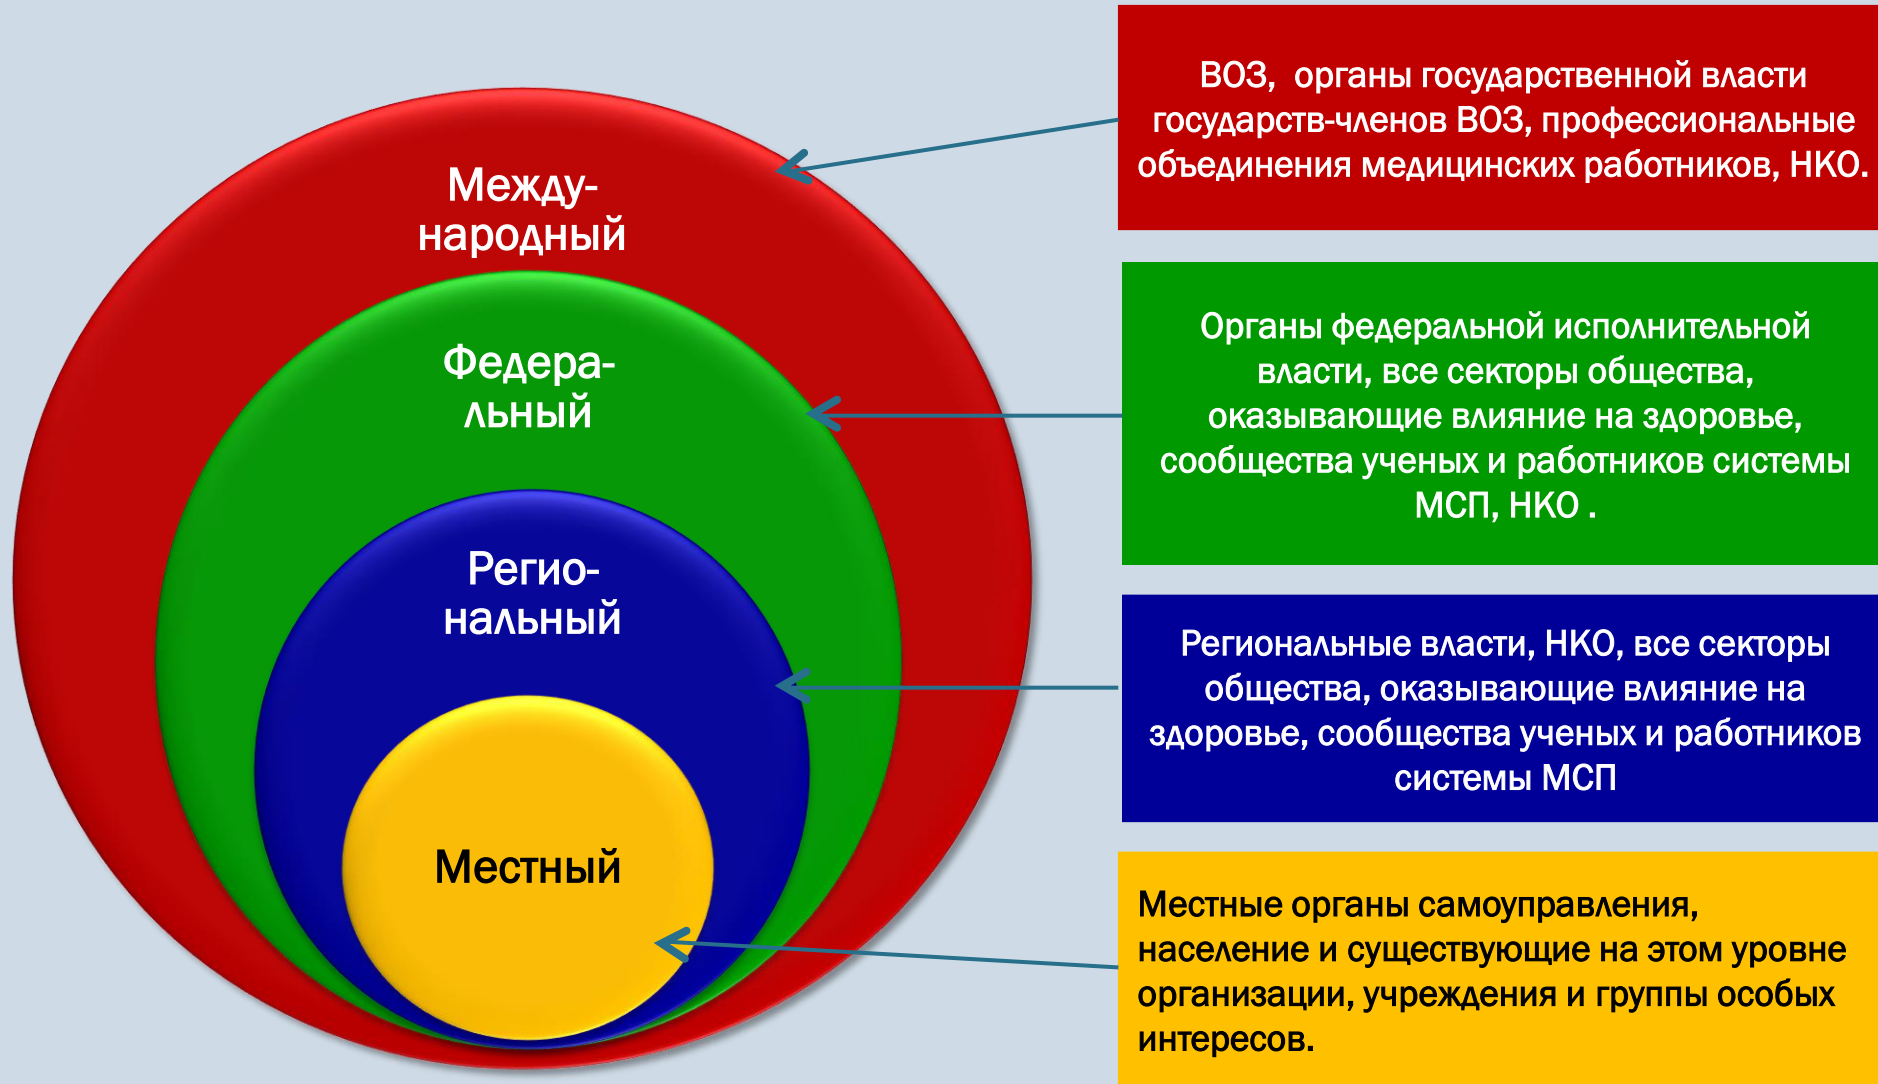 Между-
народный
Федера-
льный
Регио-
нальный
Местный
ВОЗ, органы государственной власти
государств-членов ВОЗ, профессиональные
объединения медицинских работников, НКО.
Органы федеральной исполнительной
власти, все секторы общества,
оказывающие влияние на здоровье,
сообщества ученых и работников системы
МСП, НКО .
Региональные власти, НКО, все секторы
общества, оказывающие влияние на
здоровье, сообщества ученых и работников
системы МСП
Местные органы самоуправления,
население и существующие на этом уровне
организации, учреждения и группы особых
интересов.